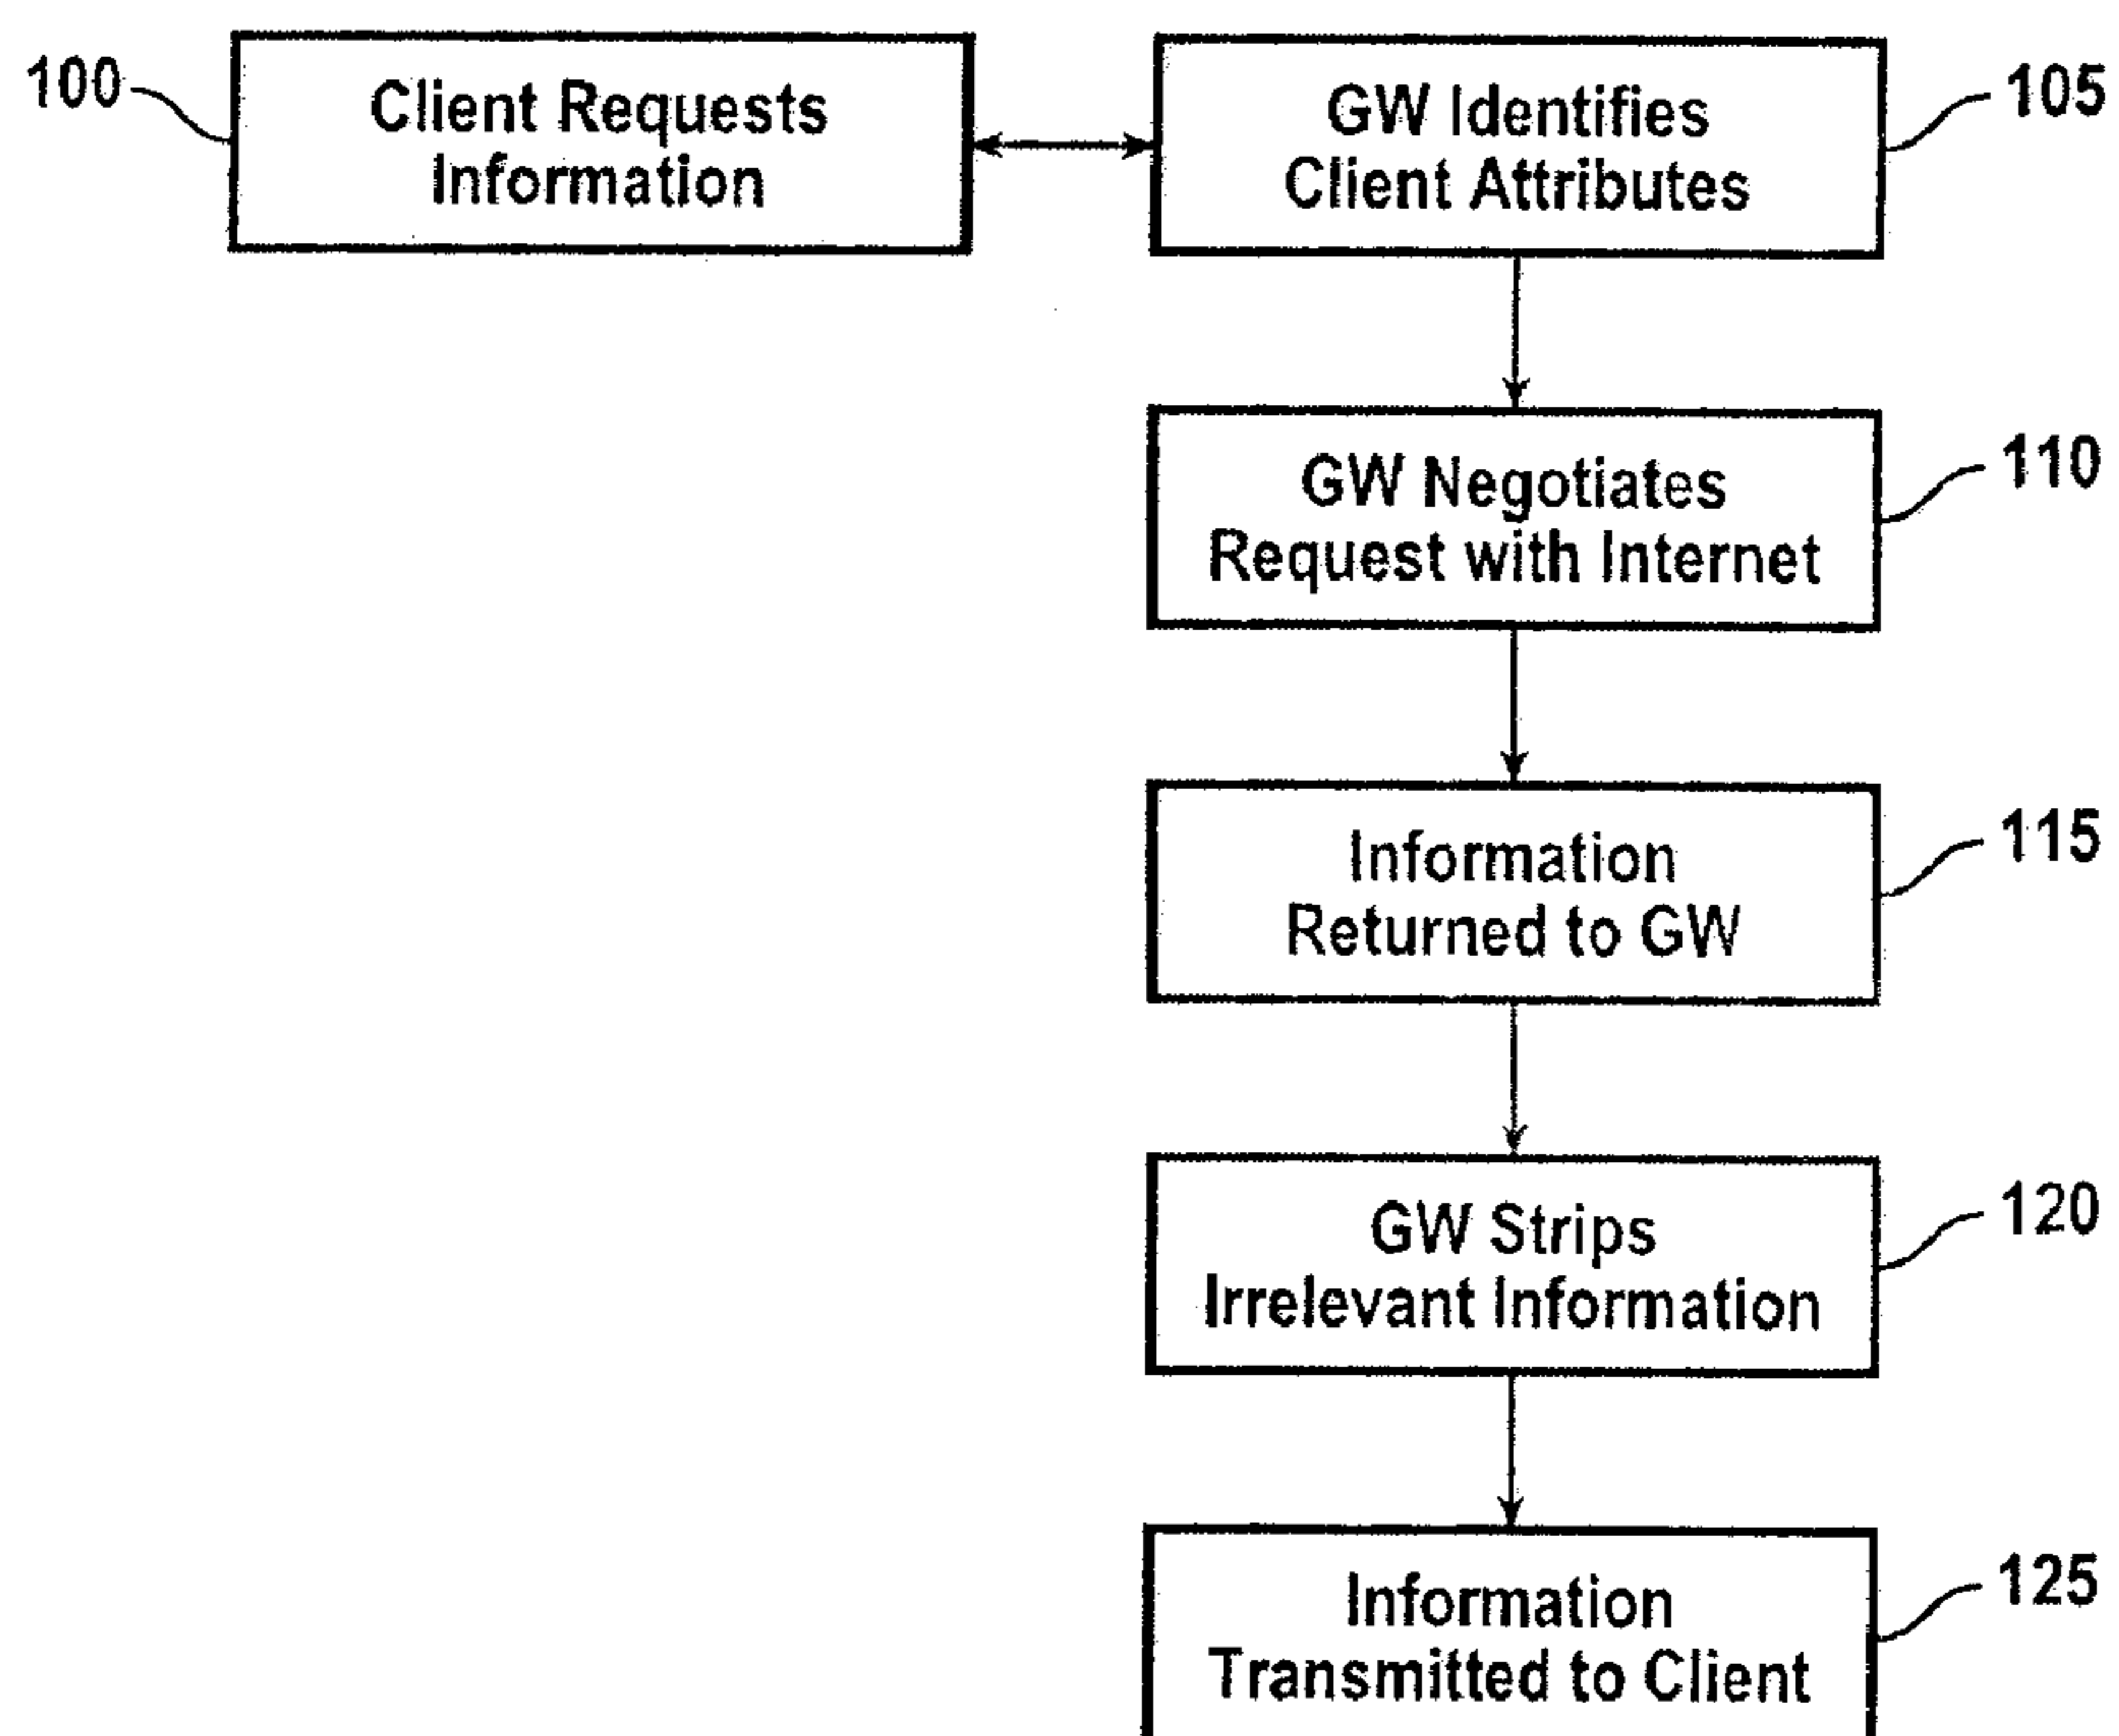 100
Client Requests
Information
GW Identifies
Client Attributes
105
GW Negotiates
Request with Internet
110
Information
Returned to GW
115
GW Strips
Irrelevant Information
120
Information
Transmitted to Client
125